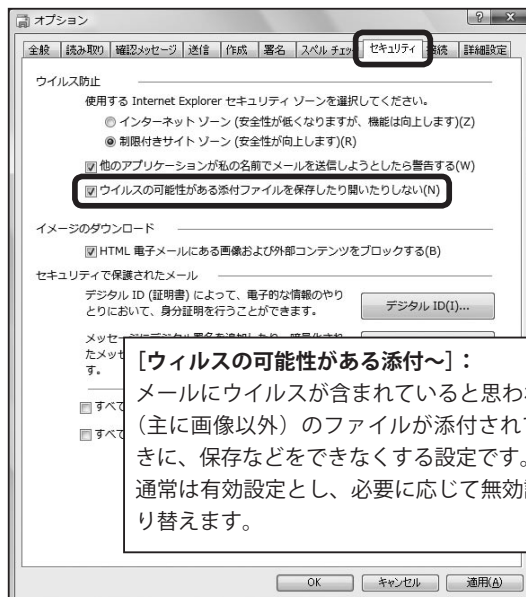 オプション
全般 読み取り 確認メッセージ 送信 作成 署名 スペル チェック セキュリティ 接続 詳細設定
ウイルス防止
使用する Internet Explorer セキュリティ ゾーンを選択してください。
インターネット ゾーン (安全性が低くなりますが、機能は向上します)(Z)
制限付きサイト ゾーン (安全性が向上します)(R)
他のアプリケーションが私の名前でメールを送信しようとしたら警告する(W)
ウイルスの可能性がある添付ファイルを保存したり開いたりしない(N)
イメージのダウンロード
HTML 電子メールにある画像および外部コンテンツをブロックする(B)
セキュリティで保護されたメール
デジタル ID (証明書) によって、電子的な情報のやり
とりにおいて、身分証明を行うことができます。
デジタル ID(I)...
たメッセ
す。
すべて
すべて
[ウィルスの可能性がある添付～]：
メールにウイルスが含まれていると思わ
（主に画像以外）のファイルが添付され
きに、保存などをできなくする設定です。
通常は有効設定とし、必要に応じて無効
り替えます。
OK キャンセル 適用(A)